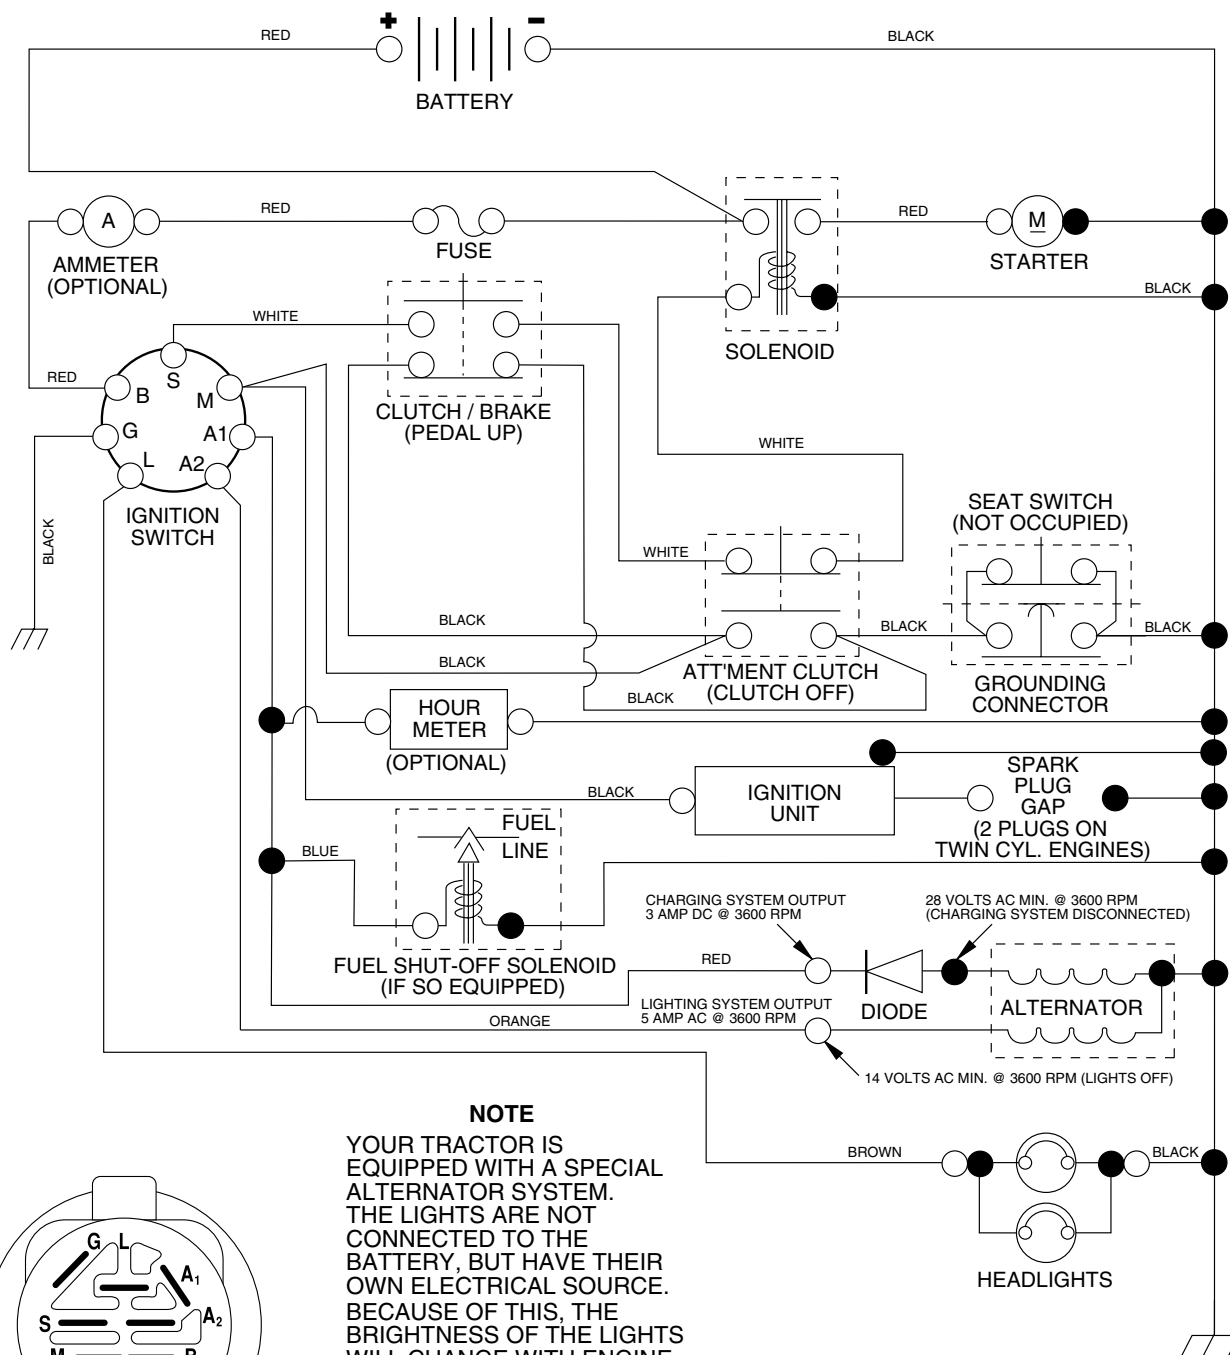 + −
RED
BLACK
BATTERY
A
RED
FUSE
RED
M
STARTER
AMMETER
(OPTIONAL)
BLACK
WHITE
SOLENOID
RED
S
B
M
CLUTCH / BRAKE
(PEDAL UP)
G
A1
L
A2
WHITE
IGNITION
SWITCH
BLACK
SEAT SWITCH
(NOT OCCUPIED)
WHITE
BLACK
BLACK
BLACK
BLACK
ATT'MENT CLUTCH
(CLUTCH OFF)
GROUNDING
CONNECTOR
BLACK
HOUR
METER
(OPTIONAL)
BLACK
IGNITION
UNIT
SPARK
PLUG
GAP
(2 PLUGS ON
TWIN CYL. ENGINES)
FUEL
LINE
BLUE
FUEL SHUT-OFF SOLENOID
(IF SO EQUIPPED)
CHARGING SYSTEM OUTPUT
3 AMP DC @ 3600 RPM
28 VOLTS AC MIN. @ 3600 RPM
(CHARGING SYSTEM DISCONNECTED)
RED
DIODE
ALTERNATOR
LIGHTING SYSTEM OUTPUT
5 AMP AC @ 3600 RPM
ORANGE
14 VOLTS AC MIN. @ 3600 RPM (LIGHTS OFF)
BROWN
BLACK
HEADLIGHTS
NOTE
YOUR TRACTOR IS
EQUIPPED WITH A SPECIAL
ALTERNATOR SYSTEM.
THE LIGHTS ARE NOT
CONNECTED TO THE
BATTERY, BUT HAVE THEIR
OWN ELECTRICAL SOURCE.
BECAUSE OF THIS, THE
BRIGHTNESS OF THE LIGHTS
WILL CHANGE WITH ENGINE
G L
A1
A2
S
M
B